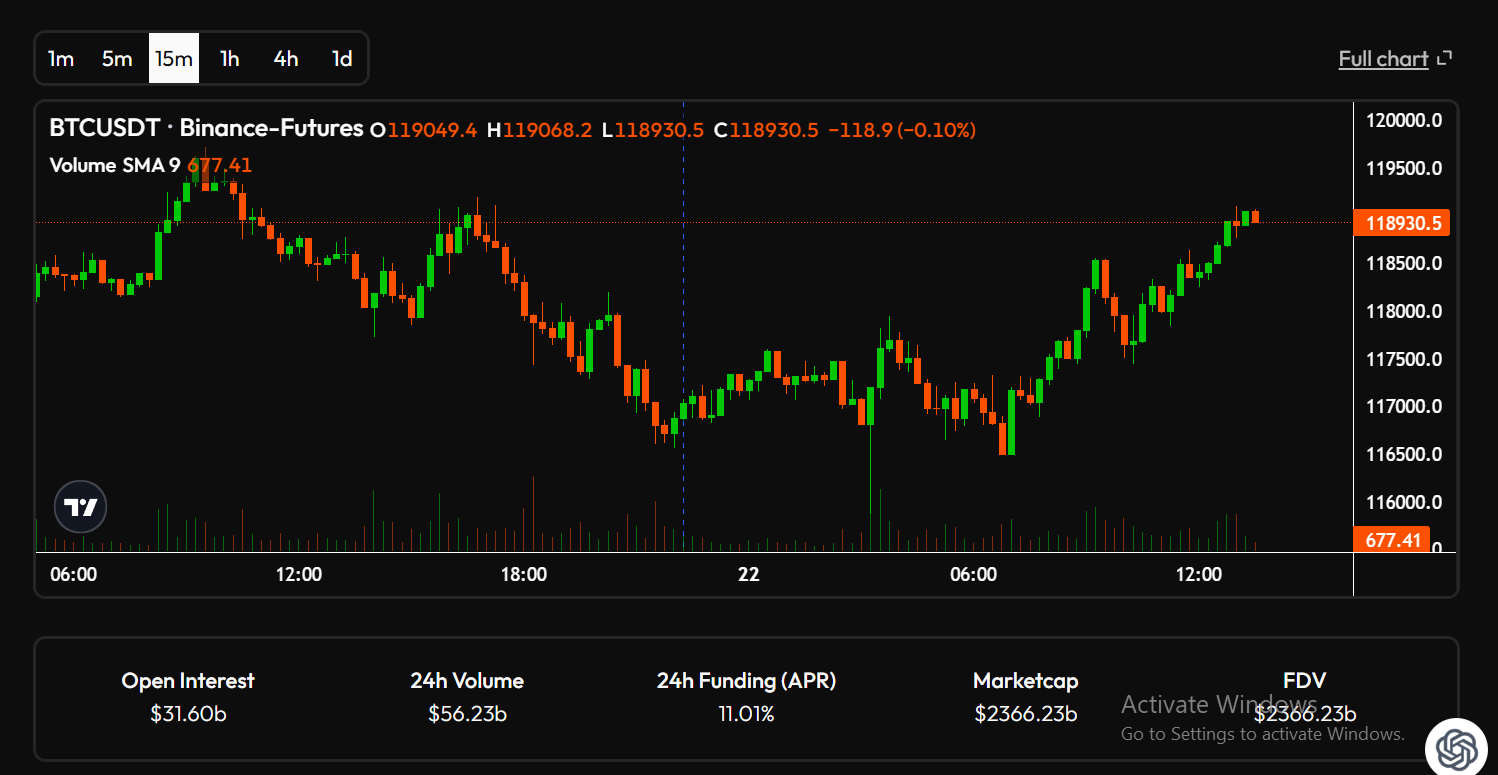 1m 5m 15m 1h 4h 1d
Full chart
BTCUSDT · Binance-Futures O119049.4 H119068.2 L118930.5 C118930.5 −118.9 (−0.10%)
Volume SMA 9 677.41
120000.0
119500.0
118930.5
118500.0
118000.0
117500.0
117000.0
116500.0
116000.0
677.41
06:00 12:00 18:00 22 06:00 12:00
Open Interest 24h Volume 24h Funding (APR) Marketcap FDV
$31.60b $56.23b 11.01% $2366.23b $2366.23b
Activate Windows
Go to Settings to activate Windows.